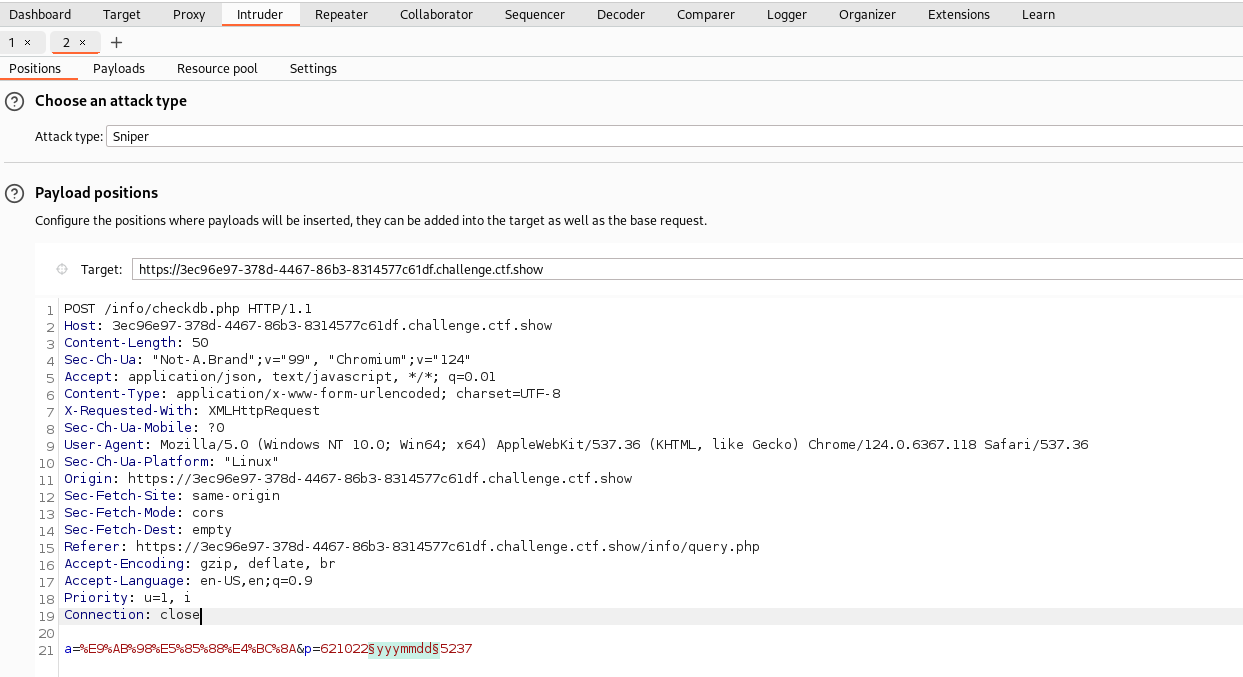 Dashboard Target Proxy Intruder Repeater Collaborator Sequencer Decoder Comparer Logger Organizer Extensions Learn
1 × 2 × +
Positions Payloads Resource pool Settings
? Choose an attack type
Attack type: Sniper
? Payload positions
Configure the positions where payloads will be inserted, they can be added into the target as well as the base request.
Target: https://3ec96e97-378d-4467-86b3-8314577c61df.challenge.ctf.show
1 POST /info/checkdb.php HTTP/1.1
2 Host: 3ec96e97-378d-4467-86b3-8314577c61df.challenge.ctf.show
3 Content-Length: 50
4 Sec-Ch-Ua: "Not-A.Brand";v="99", "Chromium";v="124"
5 Accept: application/json, text/javascript, */*; q=0.01
6 Content-Type: application/x-www-form-urlencoded; charset=UTF-8
7 X-Requested-With: XMLHttpRequest
8 Sec-Ch-Ua-Mobile: ?0
9 User-Agent: Mozilla/5.0 (Windows NT 10.0; Win64; x64) AppleWebKit/537.36 (KHTML, like Gecko) Chrome/124.0.6367.118 Safari/537.36
10 Sec-Ch-Ua-Platform: "Linux"
11 Origin: https://3ec96e97-378d-4467-86b3-8314577c61df.challenge.ctf.show
12 Sec-Fetch-Site: same-origin
13 Sec-Fetch-Mode: cors
14 Sec-Fetch-Dest: empty
15 Referer: https://3ec96e97-378d-4467-86b3-8314577c61df.challenge.ctf.show/info/query.php
16 Accept-Encoding: gzip, deflate, br
17 Accept-Language: en-US,en;q=0.9
18 Priority: u=1, i
19 Connection: close
20
21 a=%E9%AB%98%E5%85%88%E4%BC%8A&p=621022§yyymmdd§5237